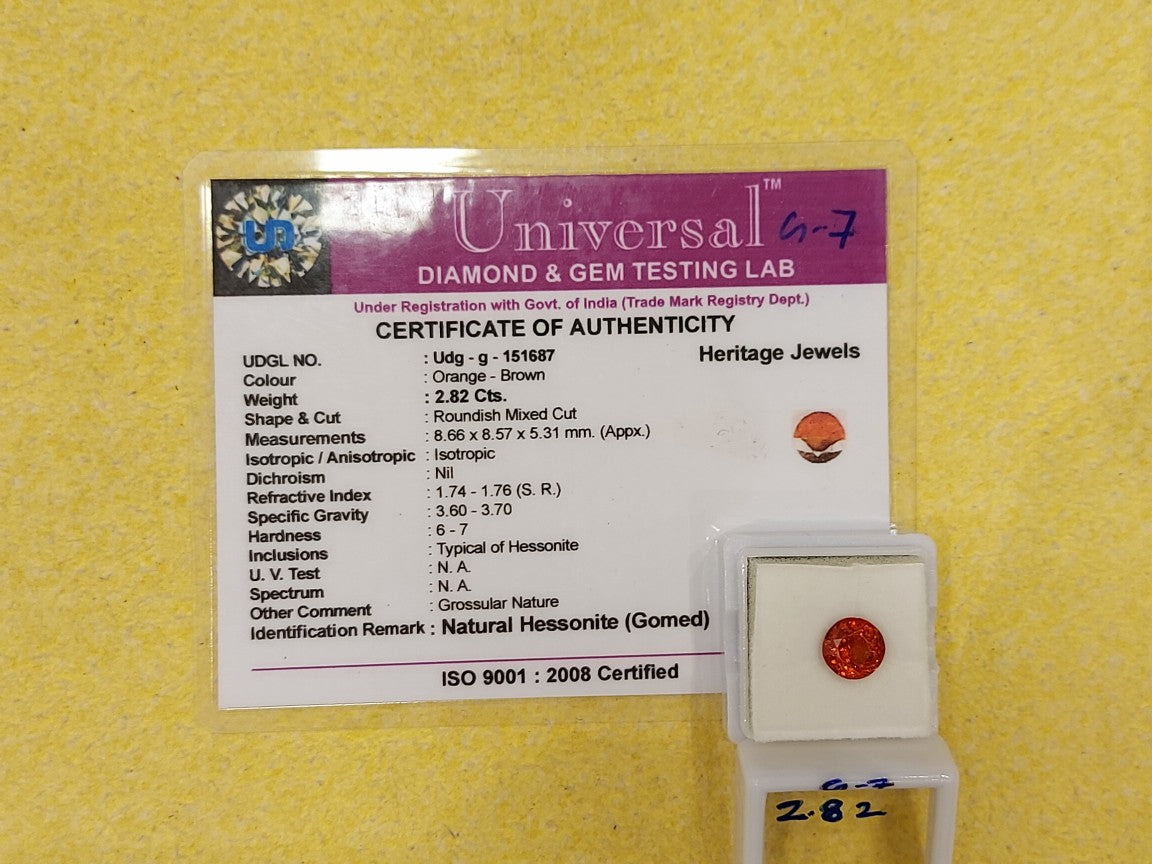 Universal™ G-7
DIAMOND & GEM TESTING LAB
Under Registration with Govt. of India (Trade Mark Registry Dept.)
CERTIFICATE OF AUTHENTICITY
Heritage Jewels
UDGL NO. : Udg - g - 151687
Colour : Orange - Brown
Weight : 2.82 Cts.
Shape & Cut : Roundish Mixed Cut
Measurements : 8.66 x 8.57 x 5.31 mm. (Appx.)
Isotropic / Anisotropic : Isotropic
Dichroism : Nil
Refractive Index : 1.74 - 1.76 (S. R.)
Specific Gravity : 3.60 - 3.70
Hardness : 6 - 7
Inclusions : Typical of Hessonite
U. V. Test : N. A.
Spectrum : N. A.
Other Comment : Grossular Nature
Identification Remark : Natural Hessonite (Gomed)
ISO 9001 : 2008 Certified
G-7
2.82